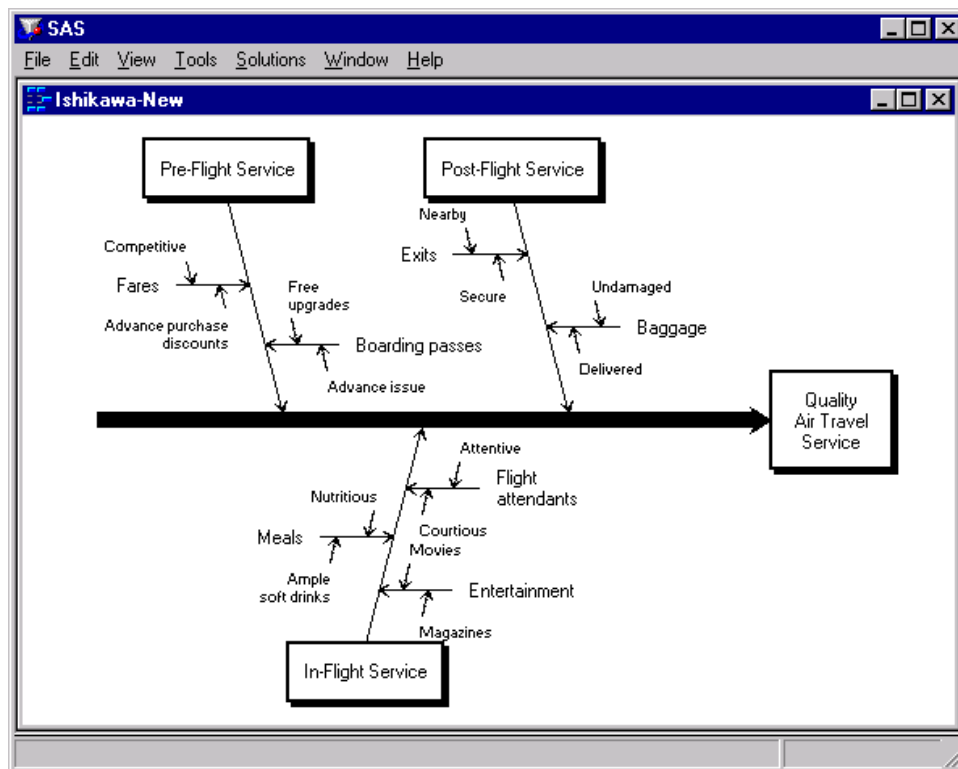 SAS
File Edit View Tools Solutions Window Help
Ishikawa-New
Pre-Flight Service
Post-Flight Service
Nearby
Competitive
Exits
Fares
Free
upgrades
Secure
Undamaged
Advance purchase
discounts
Baggage
Boarding passes
Delivered
Advance issue
Quality
Air Travel
Service
Attentive
Flight
attendants
Nutritious
Meals
Courtious
Movies
Ample
soft drinks
Entertainment
Magazines
In-Flight Service